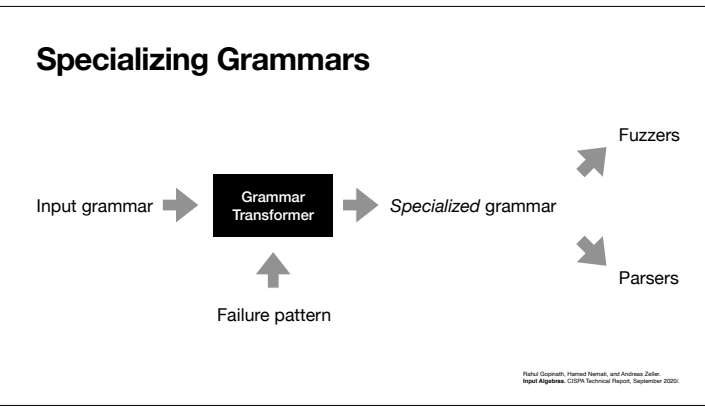 Specializing Grammars
Fuzzers
Input grammar
Grammar
Transformer
Specialized grammar
Parsers
Failure pattern
Rahul Gopinath, Hamed Nemati, and Andreas Zeller.
Input Algebras. CISPA Technical Report, September 2020/.